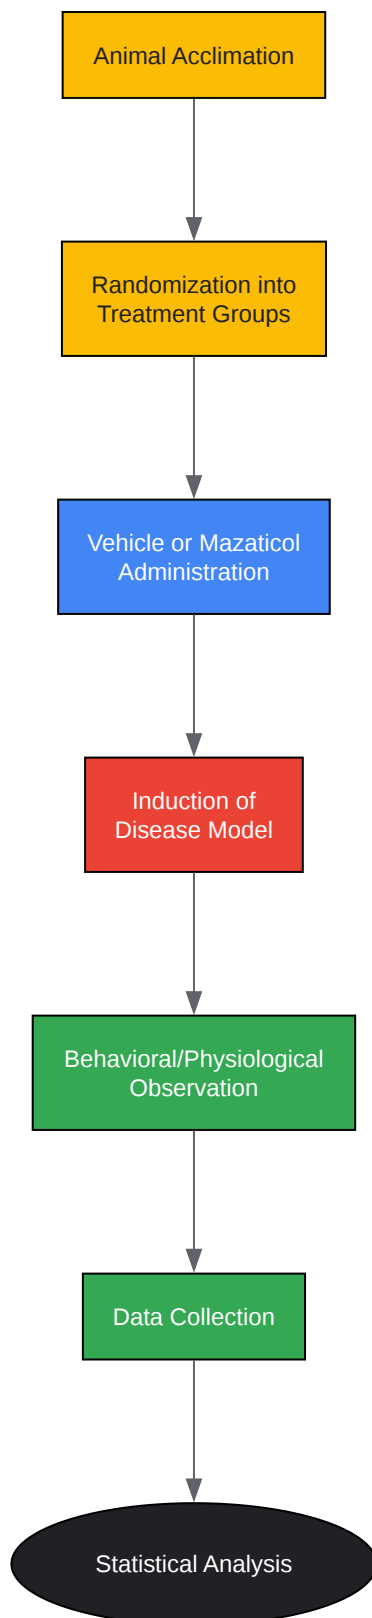 Animal Acclimation
Randomization into
Treatment Groups
Vehicle or Mazaticol
Administration
Induction of
Disease Model
Behavioral/Physiological
Observation
Data Collection
Statistical Analysis